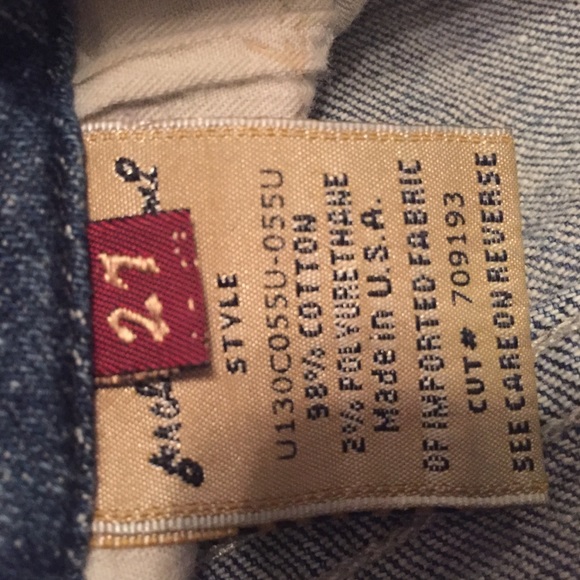 27
STYLE
U130C055U-055U
98% COTTON
2% POLYURETHANE
Made in U.S.A.
OF IMPORTED FABRIC
CUT# 709193
SEE CARE ON REVERSE